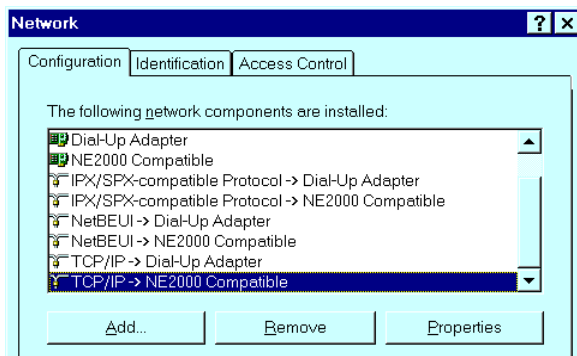 Network
Configuration Identification Access Control
The following network components are installed:
Dial-Up Adapter
NE2000 Compatible
IPX/SPX-compatible Protocol -> Dial-Up Adapter
IPX/SPX-compatible Protocol -> NE2000 Compatible
NetBEUI -> Dial-Up Adapter
NetBEUI -> NE2000 Compatible
TCP/IP -> Dial-Up Adapter
TCP/IP -> NE2000 Compatible
Add... Remove Properties